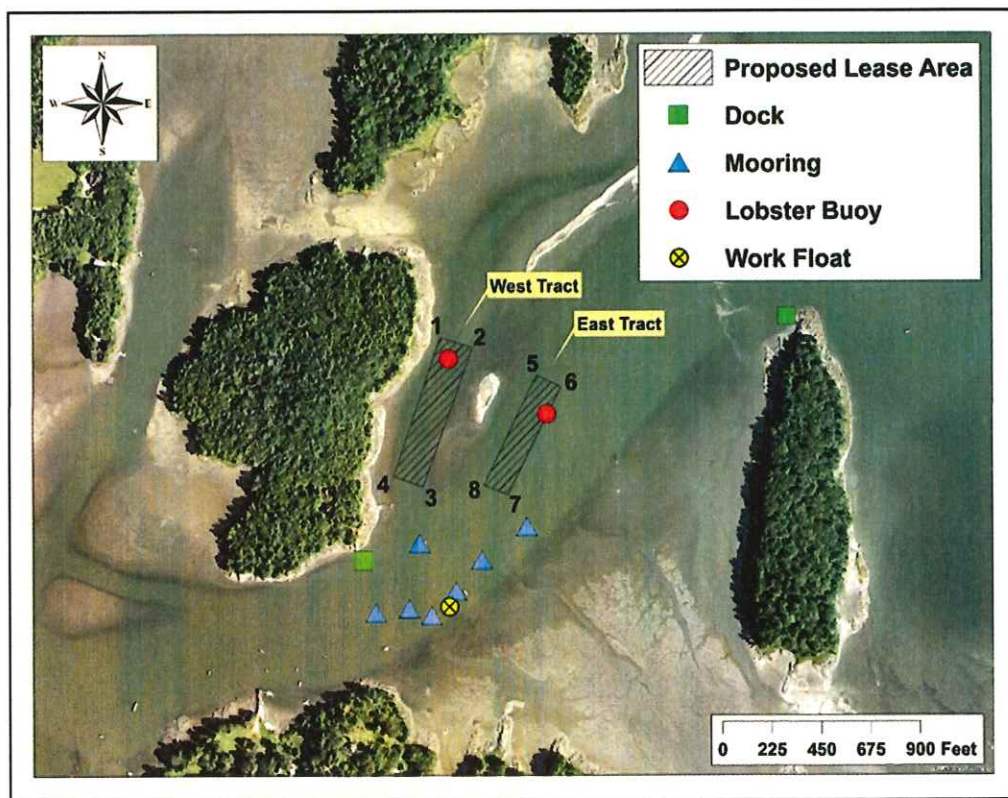 N
W E
S
Proposed Lease Area
Dock
Mooring
Lobster Buoy
Work Float
West Tract
East Tract
1 2
5 6
4 3
8 7
0 225 450 675 900 Feet